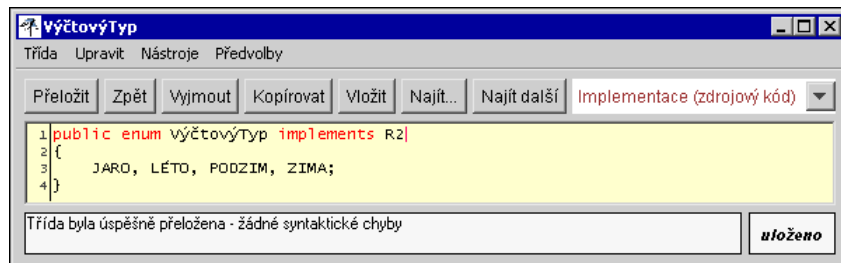 VýčtovýTyp
Třída Upravit Nástroje Předvolby
Přeložit Zpět Vyjmout Kopírovat Vložit Najít... Najít další Implementace (zdrojový kód)
1 public enum VýčtovýTyp implements R2
2 {
3 JARO, LÉTO, PODZIM, ZIMA;
4 }
Třída byla úspěšně přeložena - žádné syntaktické chyby
uloženo